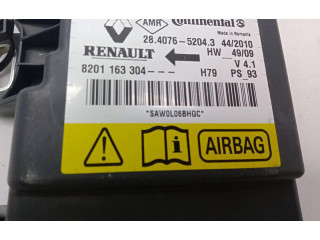 AMR Continental
Made in Romania
28.4076-5204.3 44/2010
RENAULT HW 49/09
V 4.1
8201 163 304--- H79 PS_93
*SAW0L06BHGC*
AIRBAG